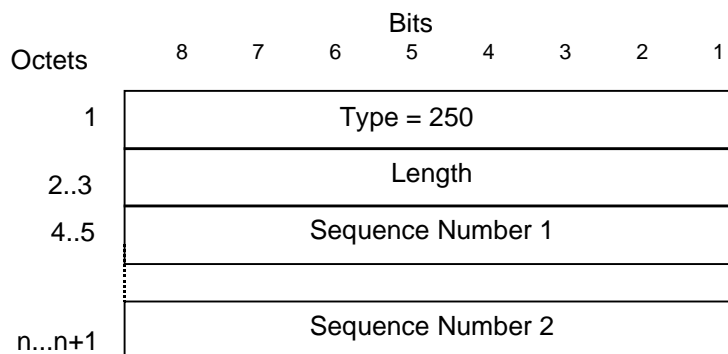 Bits
Octets 8 7 6 5 4 3 2 1
1 Type = 250
2..3 Length
4..5 Sequence Number 1
n...n+1 Sequence Number 2